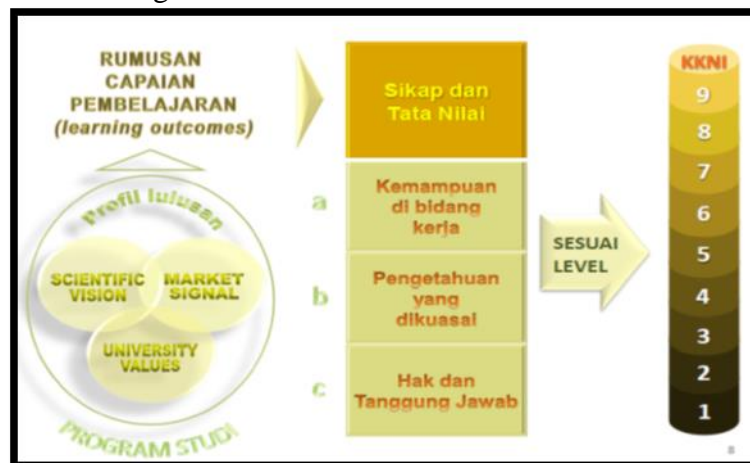 RUMUSAN
CAPAIAN
PEMBELAJARAN
(learning outcomes)
Profil lulusan
SCIENTIFIC
VISION
MARKET
SIGNAL
UNIVERSITY
VALUES
PROGRAM STUDI
Sikap dan
Tata Nilai
a
Kemampuan
di bidang
kerja
b
Pengetahuan
yang
dikuasai
c
Hak dan
Tanggung Jawab
SESUAI
LEVEL
KKNI
9
8
7
6
5
4
3
2
1
8